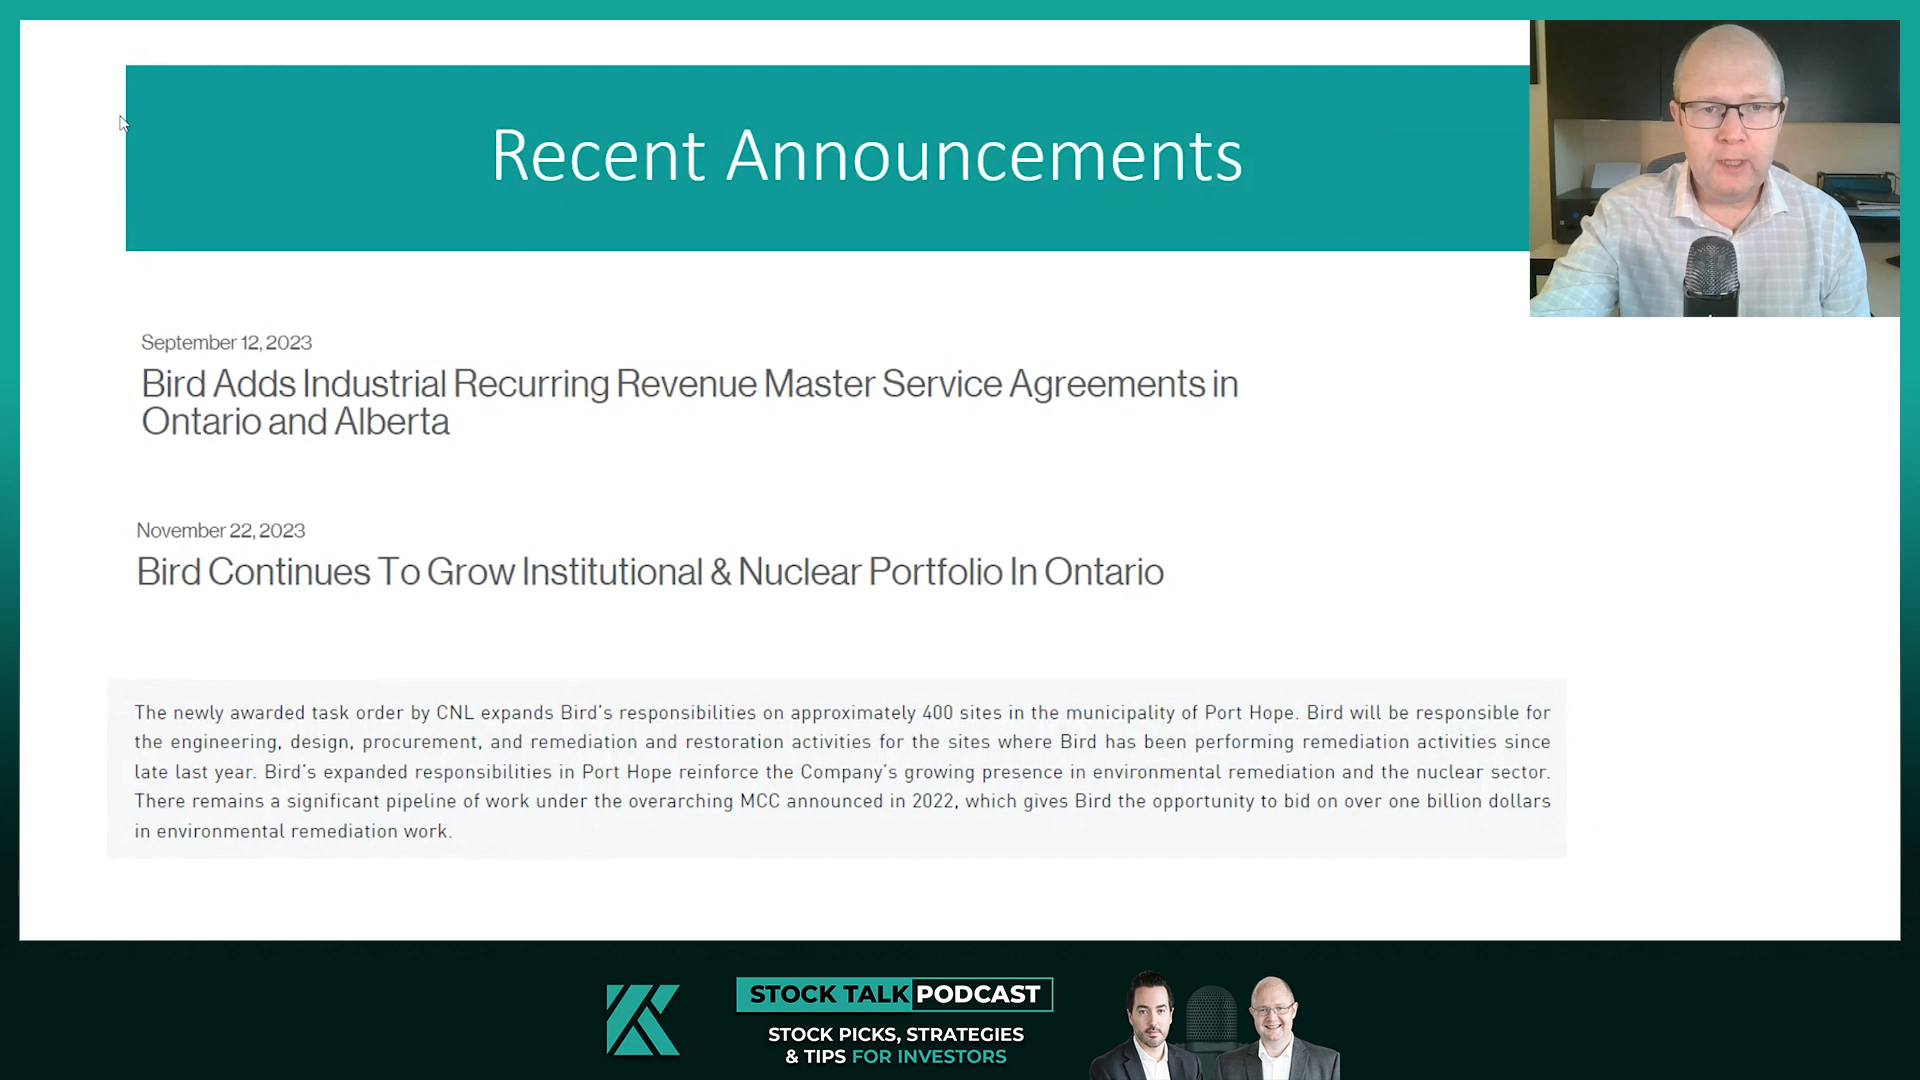 Recent Announcements
September 12, 2023
Bird Adds Industrial Recurring Revenue Master Service Agreements in
Ontario and Alberta
November 22, 2023
Bird Continues To Grow Institutional & Nuclear Portfolio In Ontario
The newly awarded task order by CNL expands Bird's responsibilities on approximately 400 sites in the municipality of Port Hope. Bird will be responsible for
the engineering, design, procurement, and remediation and restoration activities for the sites where Bird has been performing remediation activities since
late last year. Bird's expanded responsibilities in Port Hope reinforce the Company's growing presence in environmental remediation and the nuclear sector.
There remains a significant pipeline of work under the overarching MCC announced in 2022, which gives Bird the opportunity to bid on over one billion dollars
in environmental remediation work.
STOCK TALK PODCAST
STOCK PICKS, STRATEGIES
& TIPS FOR INVESTORS